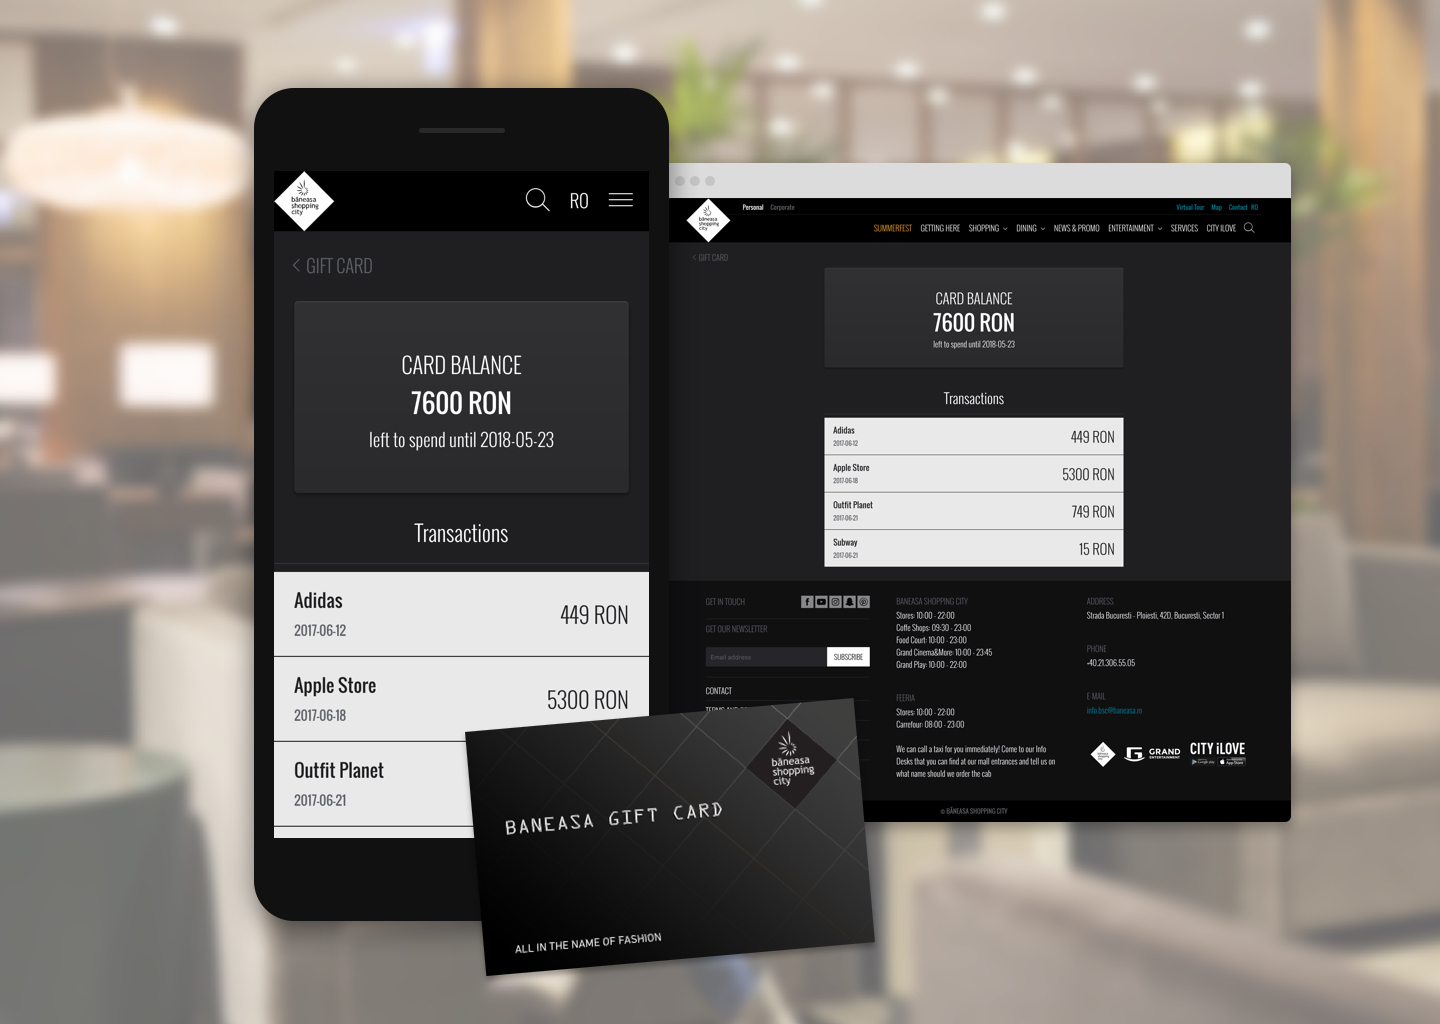 băneasa
shopping
city
RO
GIFT CARD
CARD BALANCE
7600 RON
left to spend until 2018-05-23
Transactions
Adidas
449 RON
2017-06-12
Apple Store
5300 RON
2017-06-18
Outfit Planet
2017-06-21
băneasa
shopping
city
Personal Corporate
Virtual Tour Map Contact RO
SUMMERFEST GETTING HERE SHOPPING DINING NEWS & PROMO ENTERTAINMENT SERVICES CITY ILOVE
GIFT CARD
CARD BALANCE
7600 RON
left to spend until 2018-05-23
Transactions
Adidas
449 RON
2017-06-12
Apple Store
5300 RON
2017-06-18
Outfit Planet
749 RON
2017-06-21
Subway
15 RON
2017-06-21
GET IN TOUCH
GET OUR NEWSLETTER
Email address SUBSCRIBE
CONTACT
BANEASA SHOPPING CITY
Stores: 10:00 - 22:00
Coffe Shops: 09:30 - 23:00
Food Court: 10:00 - 23:00
Grand Cinema&More: 10:00 - 23:45
Grand Play: 10:00 - 22:00
FEERIA
Stores: 10:00 - 22:00
Carrefour: 08:00 - 23:00
We can call a taxi for you immediately! Come to our Info
Desks that you can find at our mall entrances and tell us on
what name should we order the cab
ADDRESS
Strada Bucuresti - Ploiesti, 42D, Bucuresti, Sector 1
PHONE
+40.21.306.55.05
E-MAIL
info.bsc@baneasa.ro
GRAND
ENTERTAINMENT
CITY iLOVE
Google play
App Store
© BĂNEASA SHOPPING CITY
băneasa
shopping
city
BANEASA GIFT CARD
ALL IN THE NAME OF FASHION